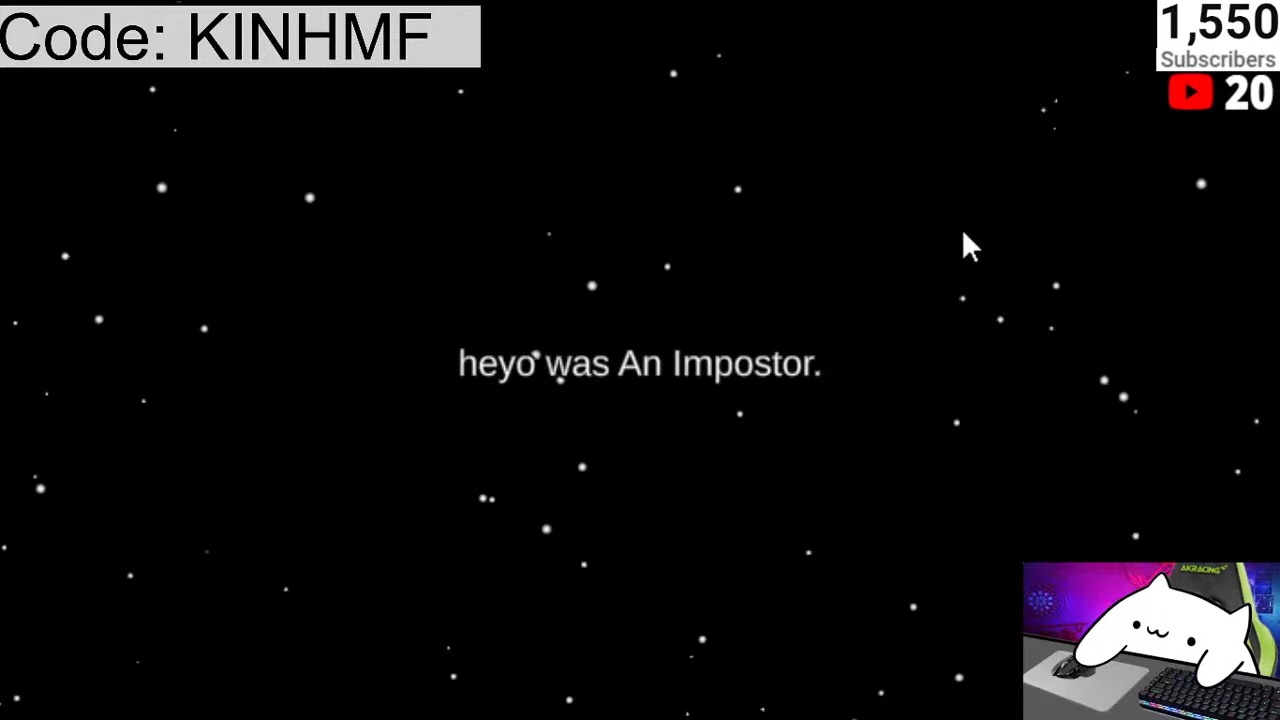 Code: KINHMF
1,550
Subscribers
20
heyo was An Impostor.
AKRACING